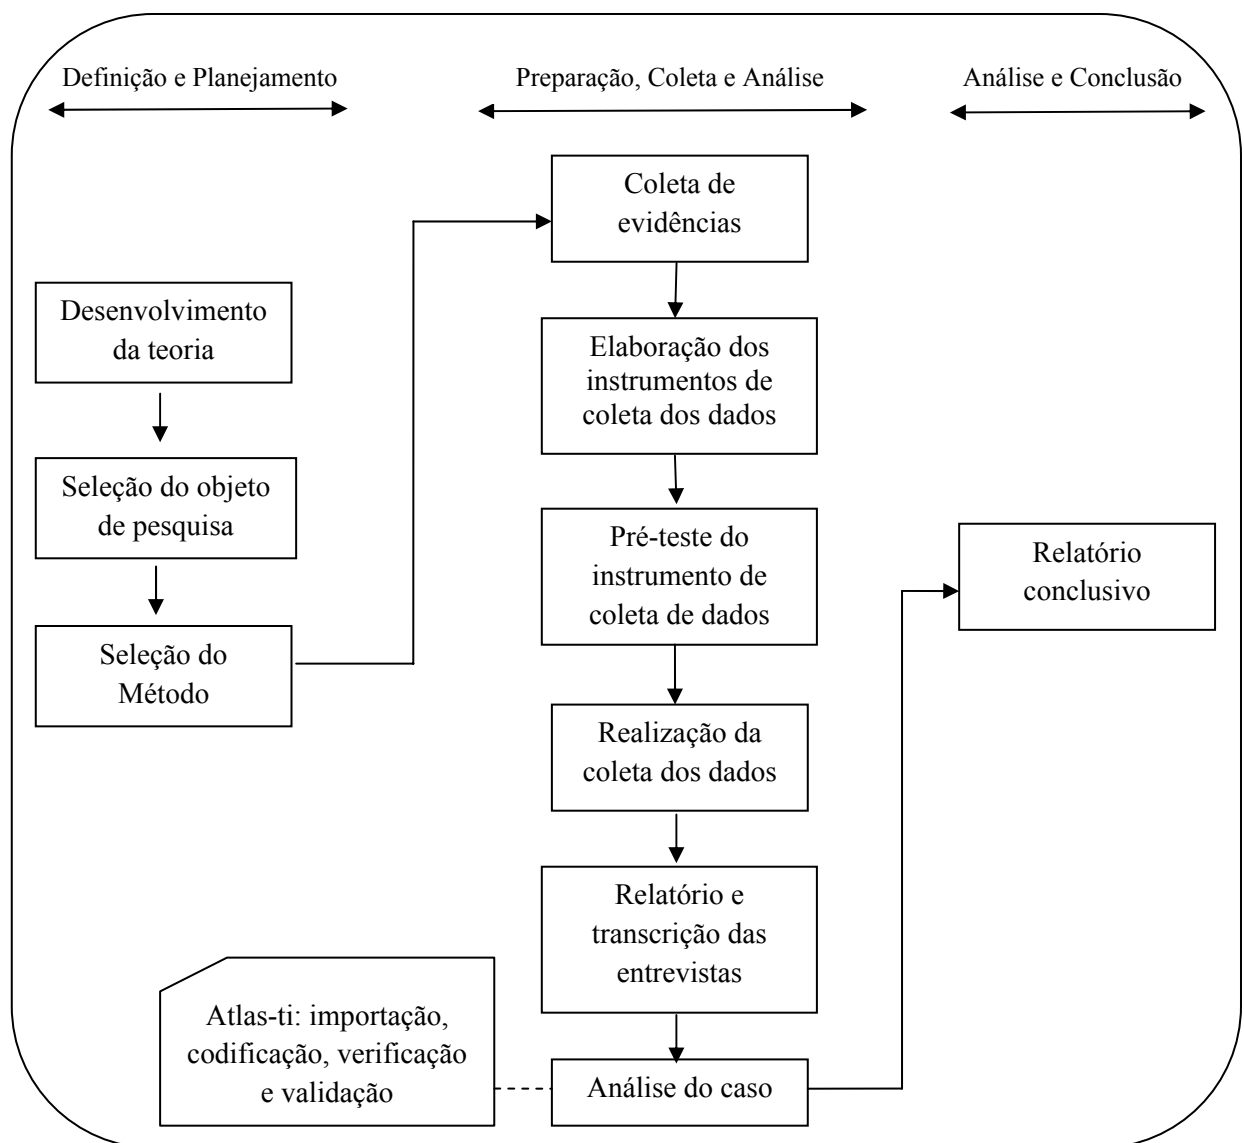 Definição e Planejamento
Preparação, Coleta e Análise
Análise e Conclusão
Desenvolvimento
da teoria
Seleção do objeto
de pesquisa
Seleção do
Método
Coleta de
evidências
Elaboração dos
instrumentos de
coleta dos dados
Pré-teste do
instrumento de
coleta de dados
Realização da
coleta dos dados
Relatório e
transcrição das
entrevistas
Atlas-ti: importação,
codificação, verificação
e validação
Análise do caso
Relatório
conclusivo